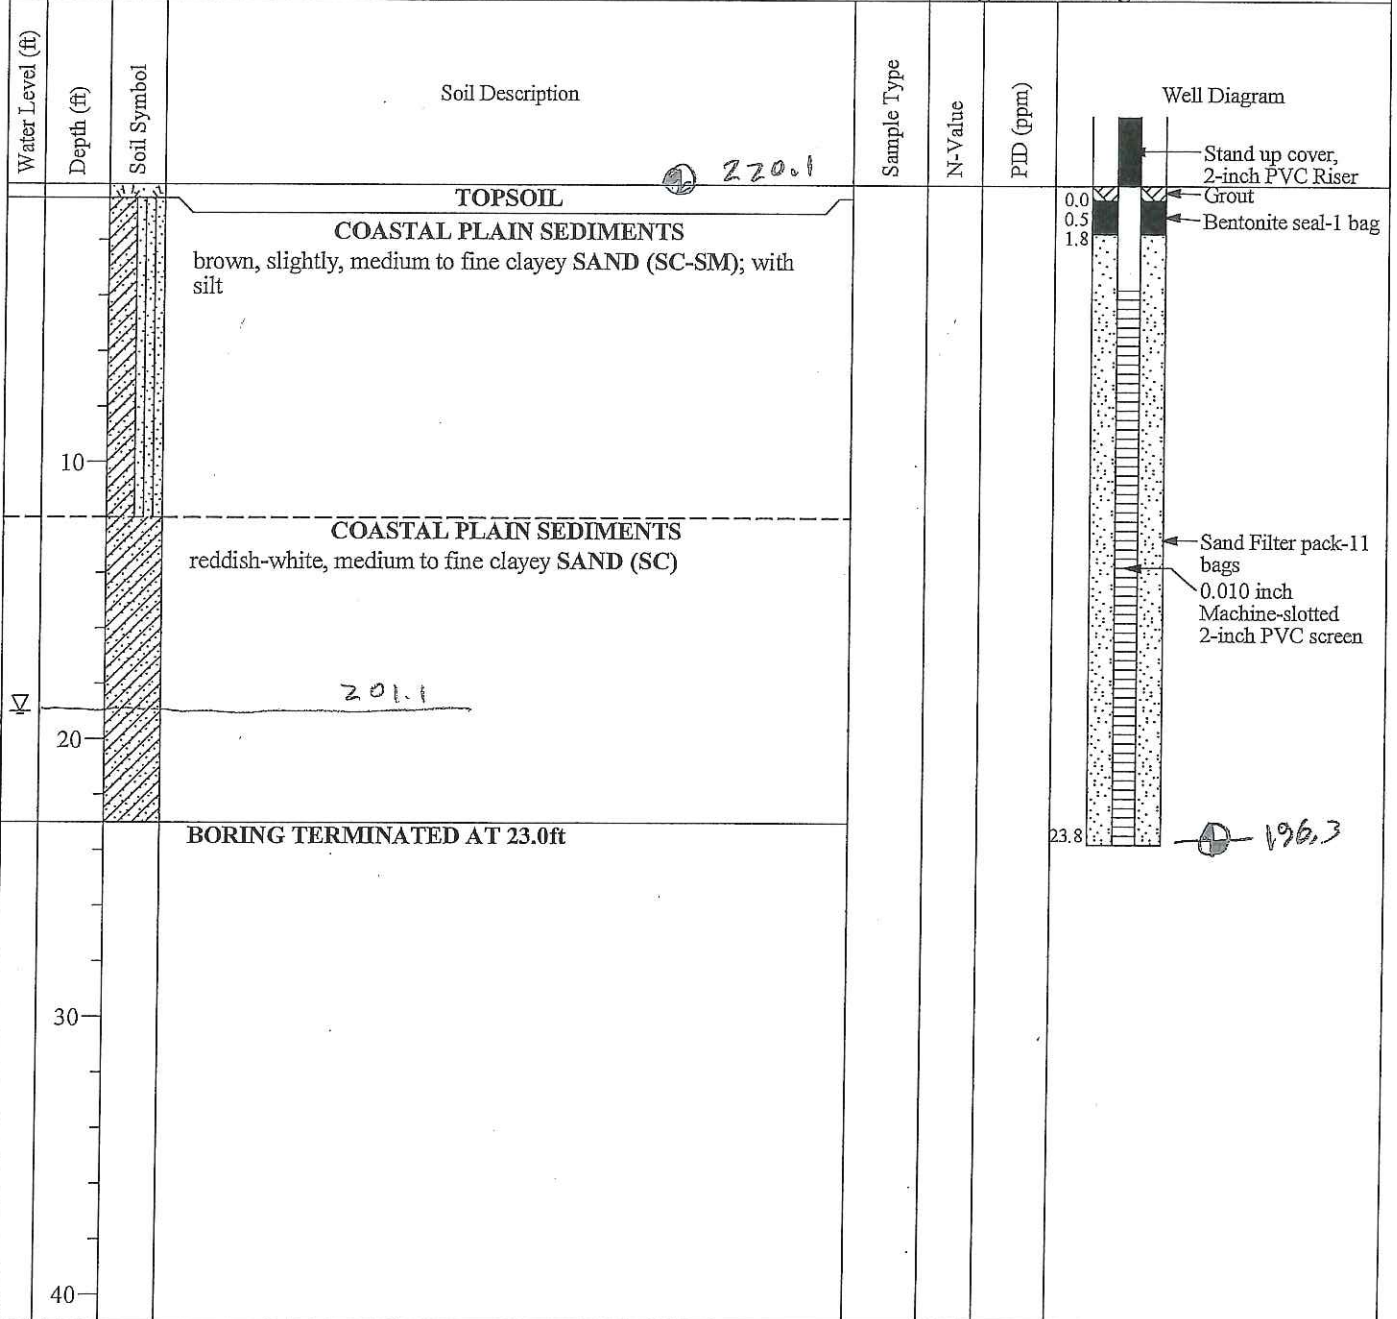 Water Level (ft)
Depth (ft)
Soil Symbol
Soil Description
Sample Type
N-Value
PID (ppm)
Well Diagram
220.1
Stand up cover,
2-inch PVC Riser
TOPSOIL
0.0
Grout
0.5
Bentonite seal-1 bag
1.8
COASTAL PLAIN SEDIMENTS
brown, slightly, medium to fine clayey SAND (SC-SM); with
silt
10
COASTAL PLAIN SEDIMENTS
reddish-white, medium to fine clayey SAND (SC)
Sand Filter pack-11
bags
0.010 inch
Machine-slotted
2-inch PVC screen
201.1
20
BORING TERMINATED AT 23.0ft
23.8
196.3
30
40